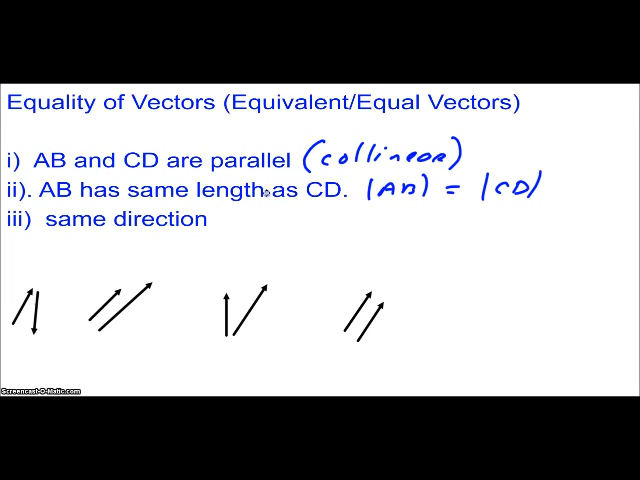 Equality of Vectors (Equivalent/Equal Vectors)
i) AB and CD are parallel (collinear)
ii). AB has same length as CD. |AB| = |CD|
iii) same direction
Screencast-O-Matic.com